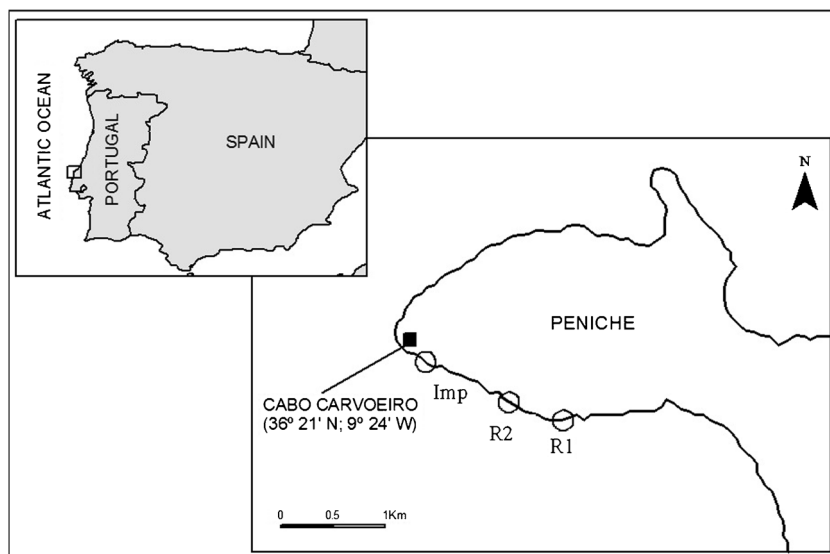 ATLANTIC OCEAN
PORTUGAL
SPAIN
N
PENICHE
Imp
CABO CARVOEIRO
(36º 21' N; 9º 24' W)
R2
R1
0 0.5 1Km